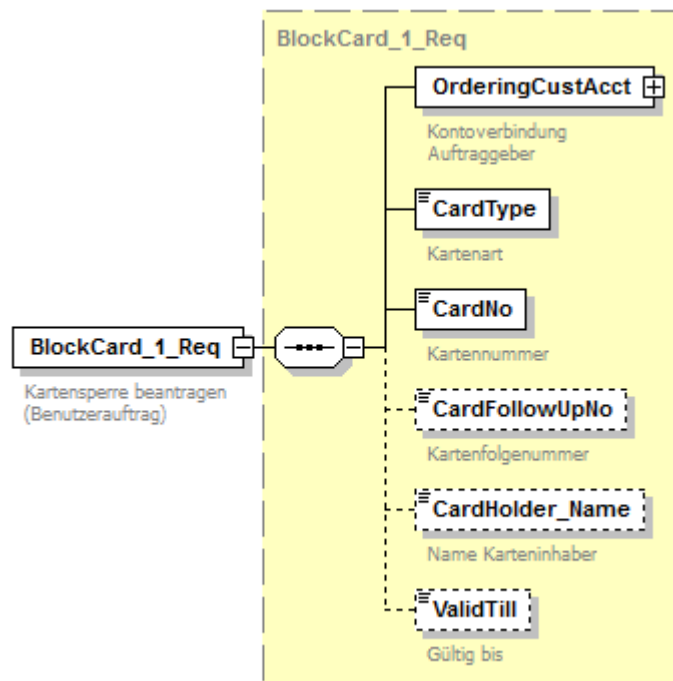 BlockCard_1_Req
OrderingCustAcct
Kontoverbindung
Auftraggeber
CardType
Kartenart
CardNo
Kartennummer
BlockCard_1_Req
Kartensperre beantragen
(Benutzerauftrag)
CardFollowUpNo
Kartenfolgenummer
CardHolder_Name
Name Karteninhaber
ValidTill
Gültig bis